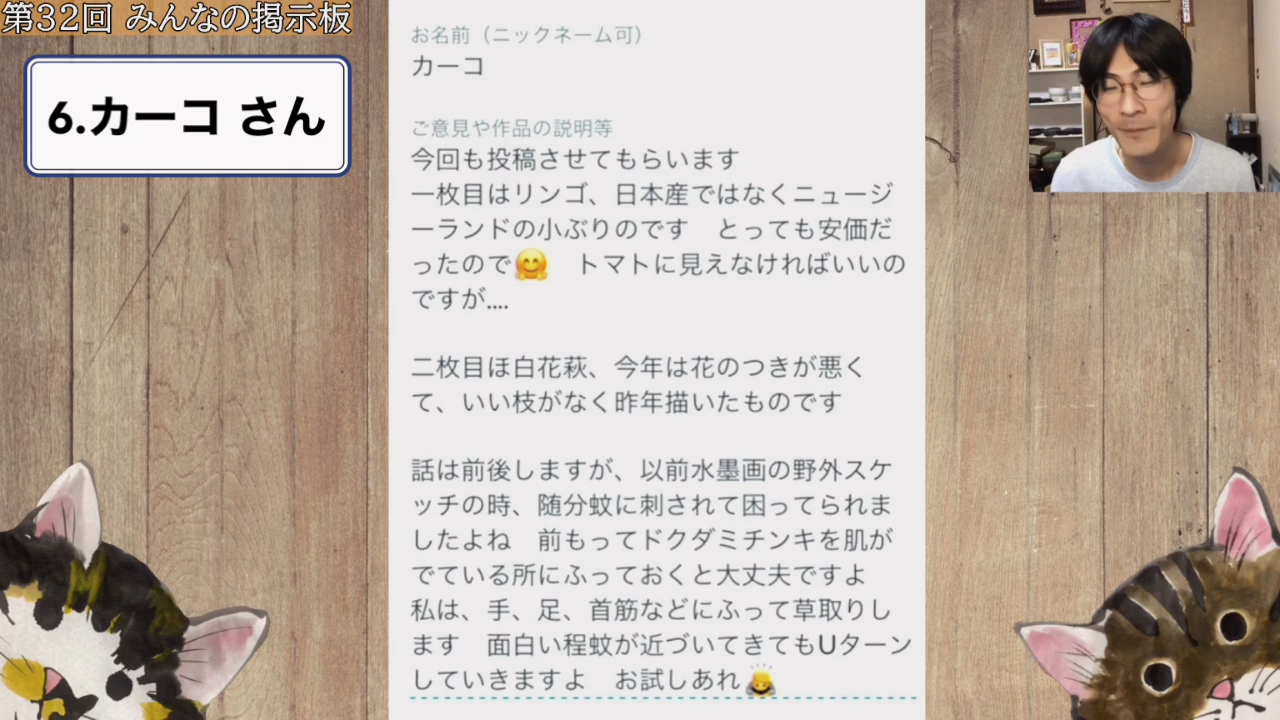 第32回 みんなの掲示板
6.カーコ さん
お名前（ニックネーム可）
カーコ
ご意見や作品の説明等
今回も投稿させてもらいます
一枚目はリンゴ、日本産ではなくニュージ
ーランドの小ぶりのです　とっても安価だ
ったので🤗　トマトに見えなければいいの
ですが....
二枚目ほ白花萩、今年は花のつきが悪く
て、いい枝がなく昨年描いたものです
話は前後しますが、以前水墨画の野外スケ
ッチの時、随分蚊に刺されて困ってられま
したよね　前もってドクダミチンキを肌が
でている所にふっておくと大丈夫ですよ
私は、手、足、首筋などにふって草取りし
ます　面白い程蚊が近づいてきてもUターン
していきますよ　お試しあれ🙇